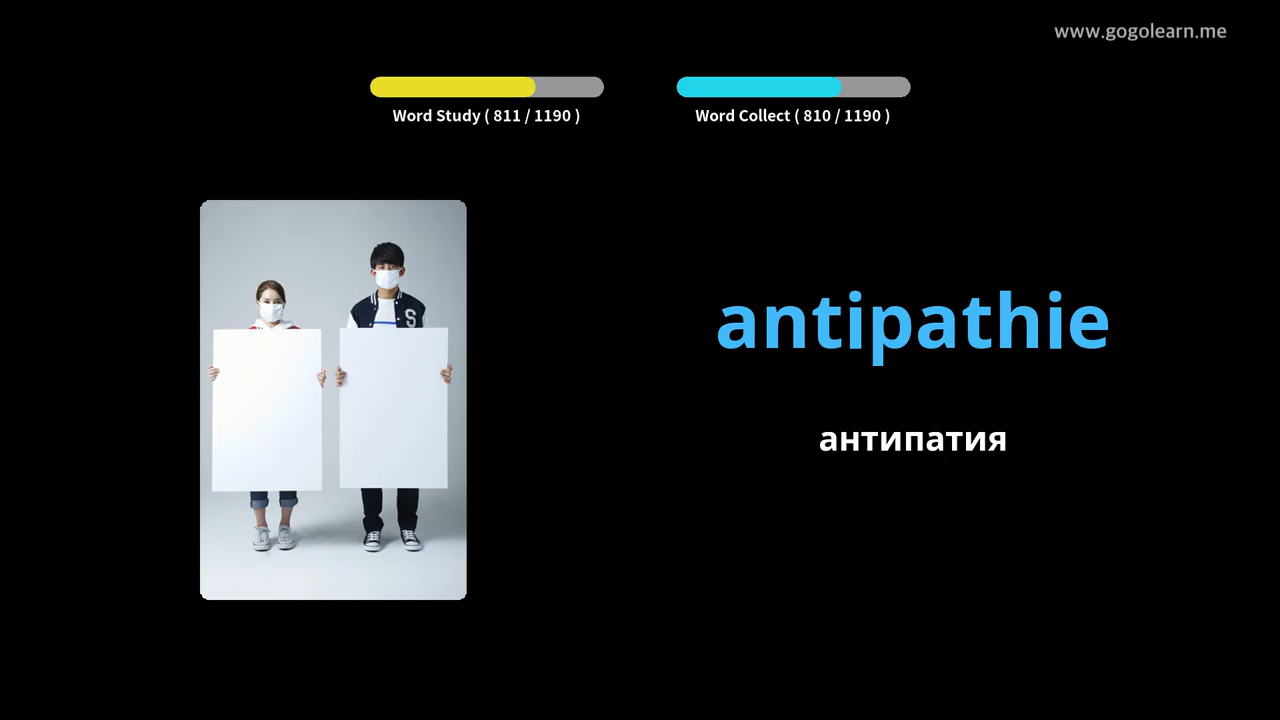 www.gogolearn.me
Word Study ( 811 / 1190 )
Word Collect ( 810 / 1190 )
S
antipathie
антипатия